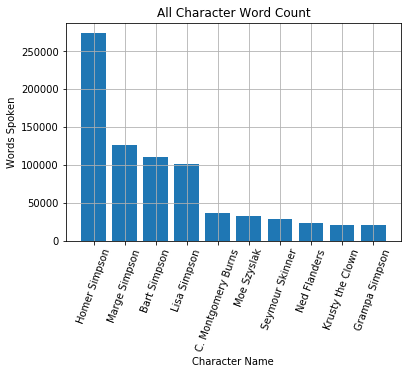 All Character Word Count
Words Spoken
250000
200000
150000
100000
50000
0
Homer Simpson
Marge Simpson
Bart Simpson
Lisa Simpson
C. Montgomery Burns
Moe Szyslak
Seymour Skinner
Ned Flanders
Krusty the Clown
Grampa Simpson
Character Name